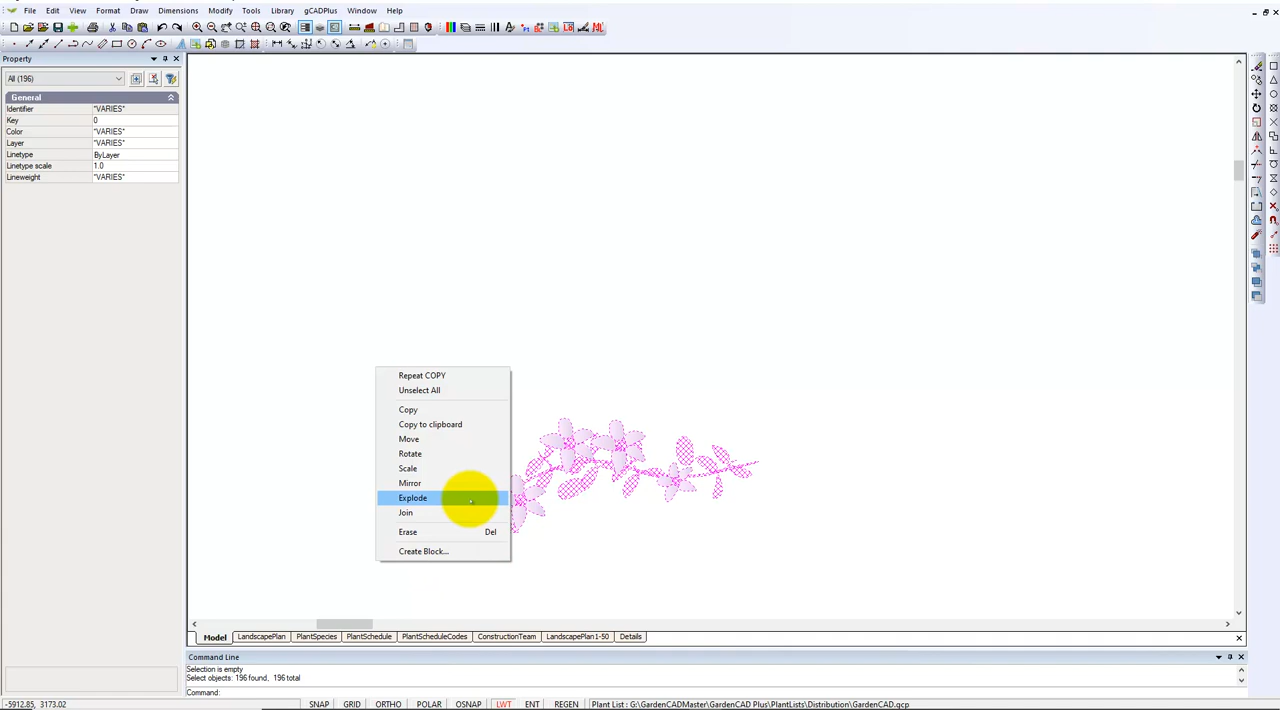 File Edit View Format Draw Dimensions Modify Tools Library gCADPlus Window Help
Property
All (196)
General
Identifier *VARIES*
Key 0
Color *VARIES*
Layer *VARIES*
Linetype ByLayer
Linetype scale 1.0
Lineweight *VARIES*
Repeat COPY
Unselect All
Copy
Copy to clipboard
Move
Rotate
Scale
Mirror
Explode
Join
Erase Del
Create Block...
Model LandscapePlan PlantSpecies PlantSchedule PlantScheduleCodes ConstructionTeam LandscapePlan1-50 Details
Command Line
Selection is empty
Select objects: 196 found, 196 total
Command:
-5912.85, 3173.02 SNAP GRID ORTHO POLAR OSNAP LWT ENT REGEN Plant List : G:\GardenCADMaster\GardenCAD Plus\PlantLists\Distribution\GardenCAD.gcp